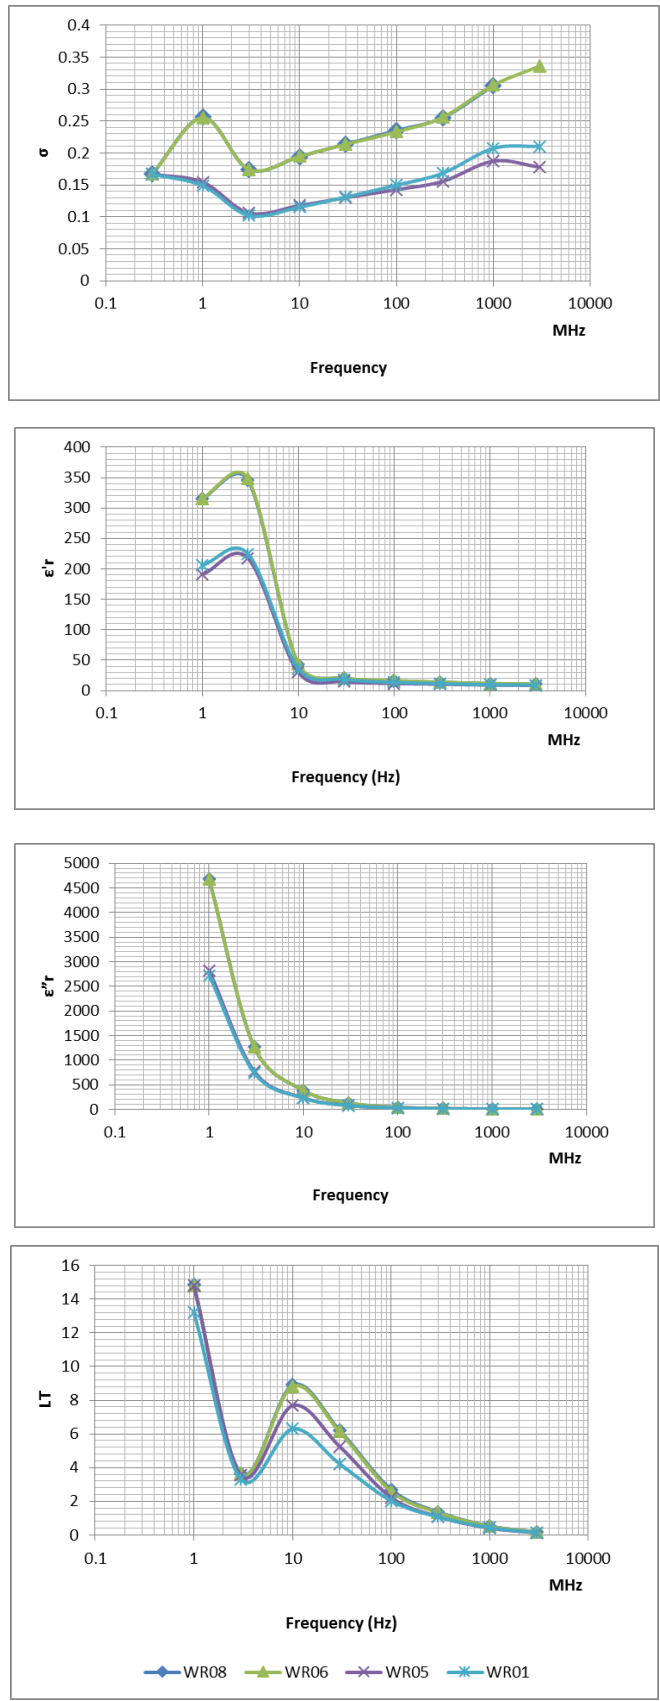 0.4
0.35
0.3
0.25
0.2
0.15
0.1
0.05
0
σ
0.1 1 10 100 1000 10000
MHz
Frequency
400
350
300
250
200
150
100
50
0
ε'r
0.1 1 10 100 1000 10000
MHz
Frequency (Hz)
5000
4500
4000
3500
3000
2500
2000
1500
1000
500
0
ε"r
0.1 1 10 100 1000 10000
MHz
Frequency
16
14
12
10
8
6
4
2
0
LT
0.1 1 10 100 1000 10000
MHz
Frequency (Hz)
WR08 WR06 WR05 WR01